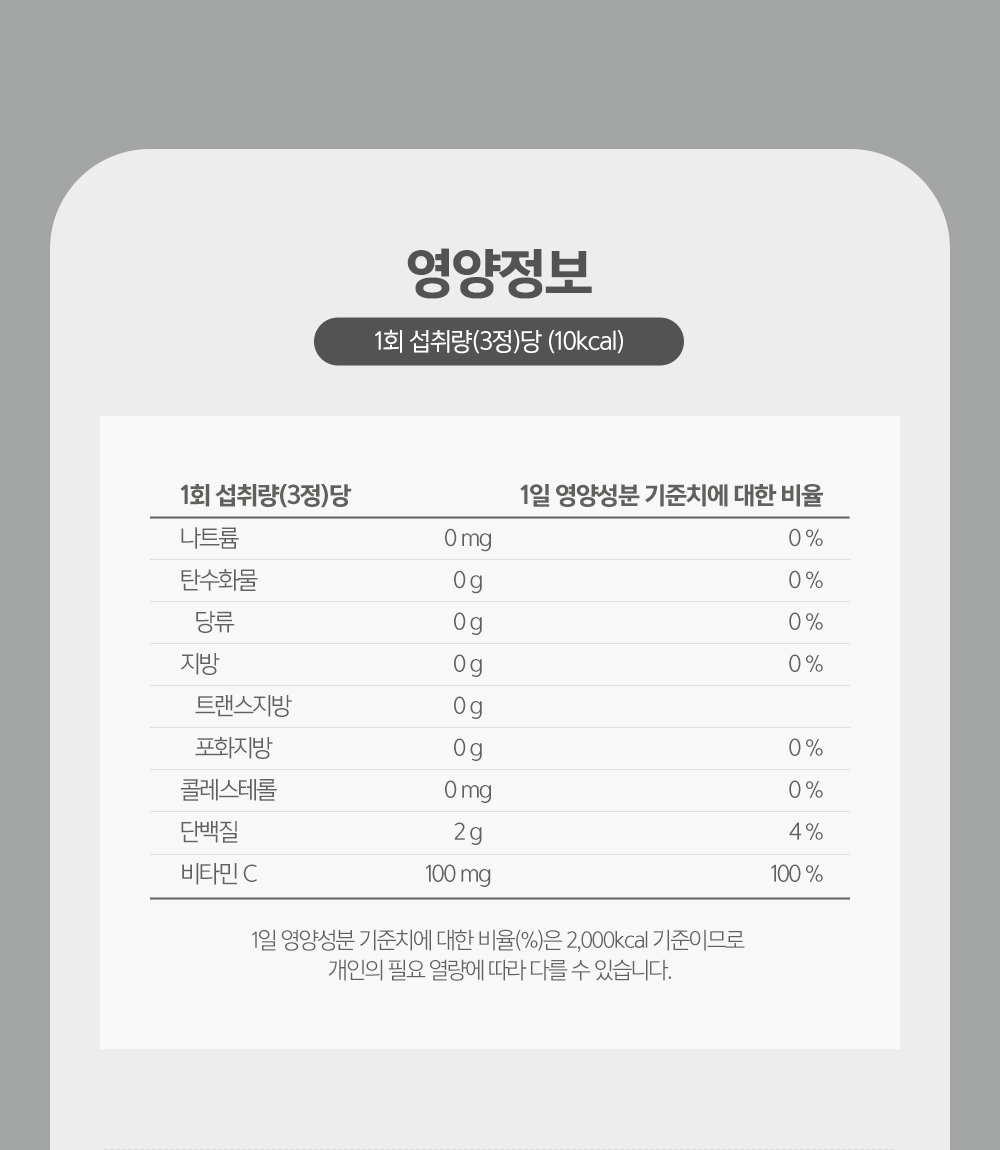 영양정보
1회 섭취량(3정)당 (10kcal)
1회 섭취량(3정)당 1일 영양성분 기준치에 대한 비율
나트륨 0 mg 0 %
탄수화물 0 g 0 %
당류 0 g 0 %
지방 0 g 0 %
트랜스지방 0 g
포화지방 0 g 0 %
콜레스테롤 0 mg 0 %
단백질 2 g 4 %
비타민 C 100 mg 100 %
1일 영양성분 기준치에 대한 비율(%)은 2,000kcal 기준이므로
개인의 필요 열량에 따라 다를 수 있습니다.